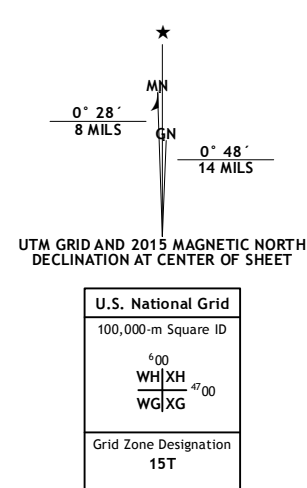 ★
MN
0° 28´
8 MILS
GN
0° 48´
14 MILS
UTM GRID AND 2015 MAGNETIC NORTH
DECLINATION AT CENTER OF SHEET
U.S. National Grid
100,000-m Square ID
⁶00
WH XH
⁴⁷00
WG XG
Grid Zone Designation
15T